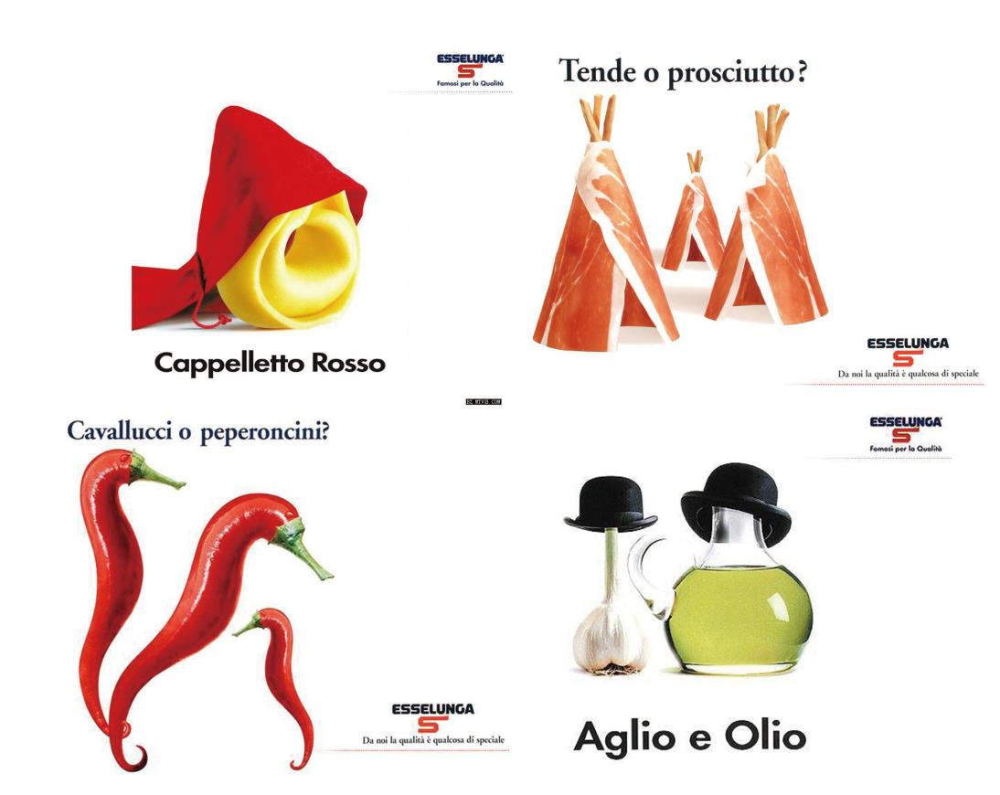 ESSELUNGA
S
Famosi per la Qualità
Cappelletto Rosso
Tende o prosciutto?
ESSELUNGA
S
Da noi la qualità è qualcosa di speciale
Cavallucci o peperoncini?
ESSELUNGA
S
Da noi la qualità è qualcosa di speciale
ESSELUNGA
S
Famosi per la Qualità
Aglio e Olio